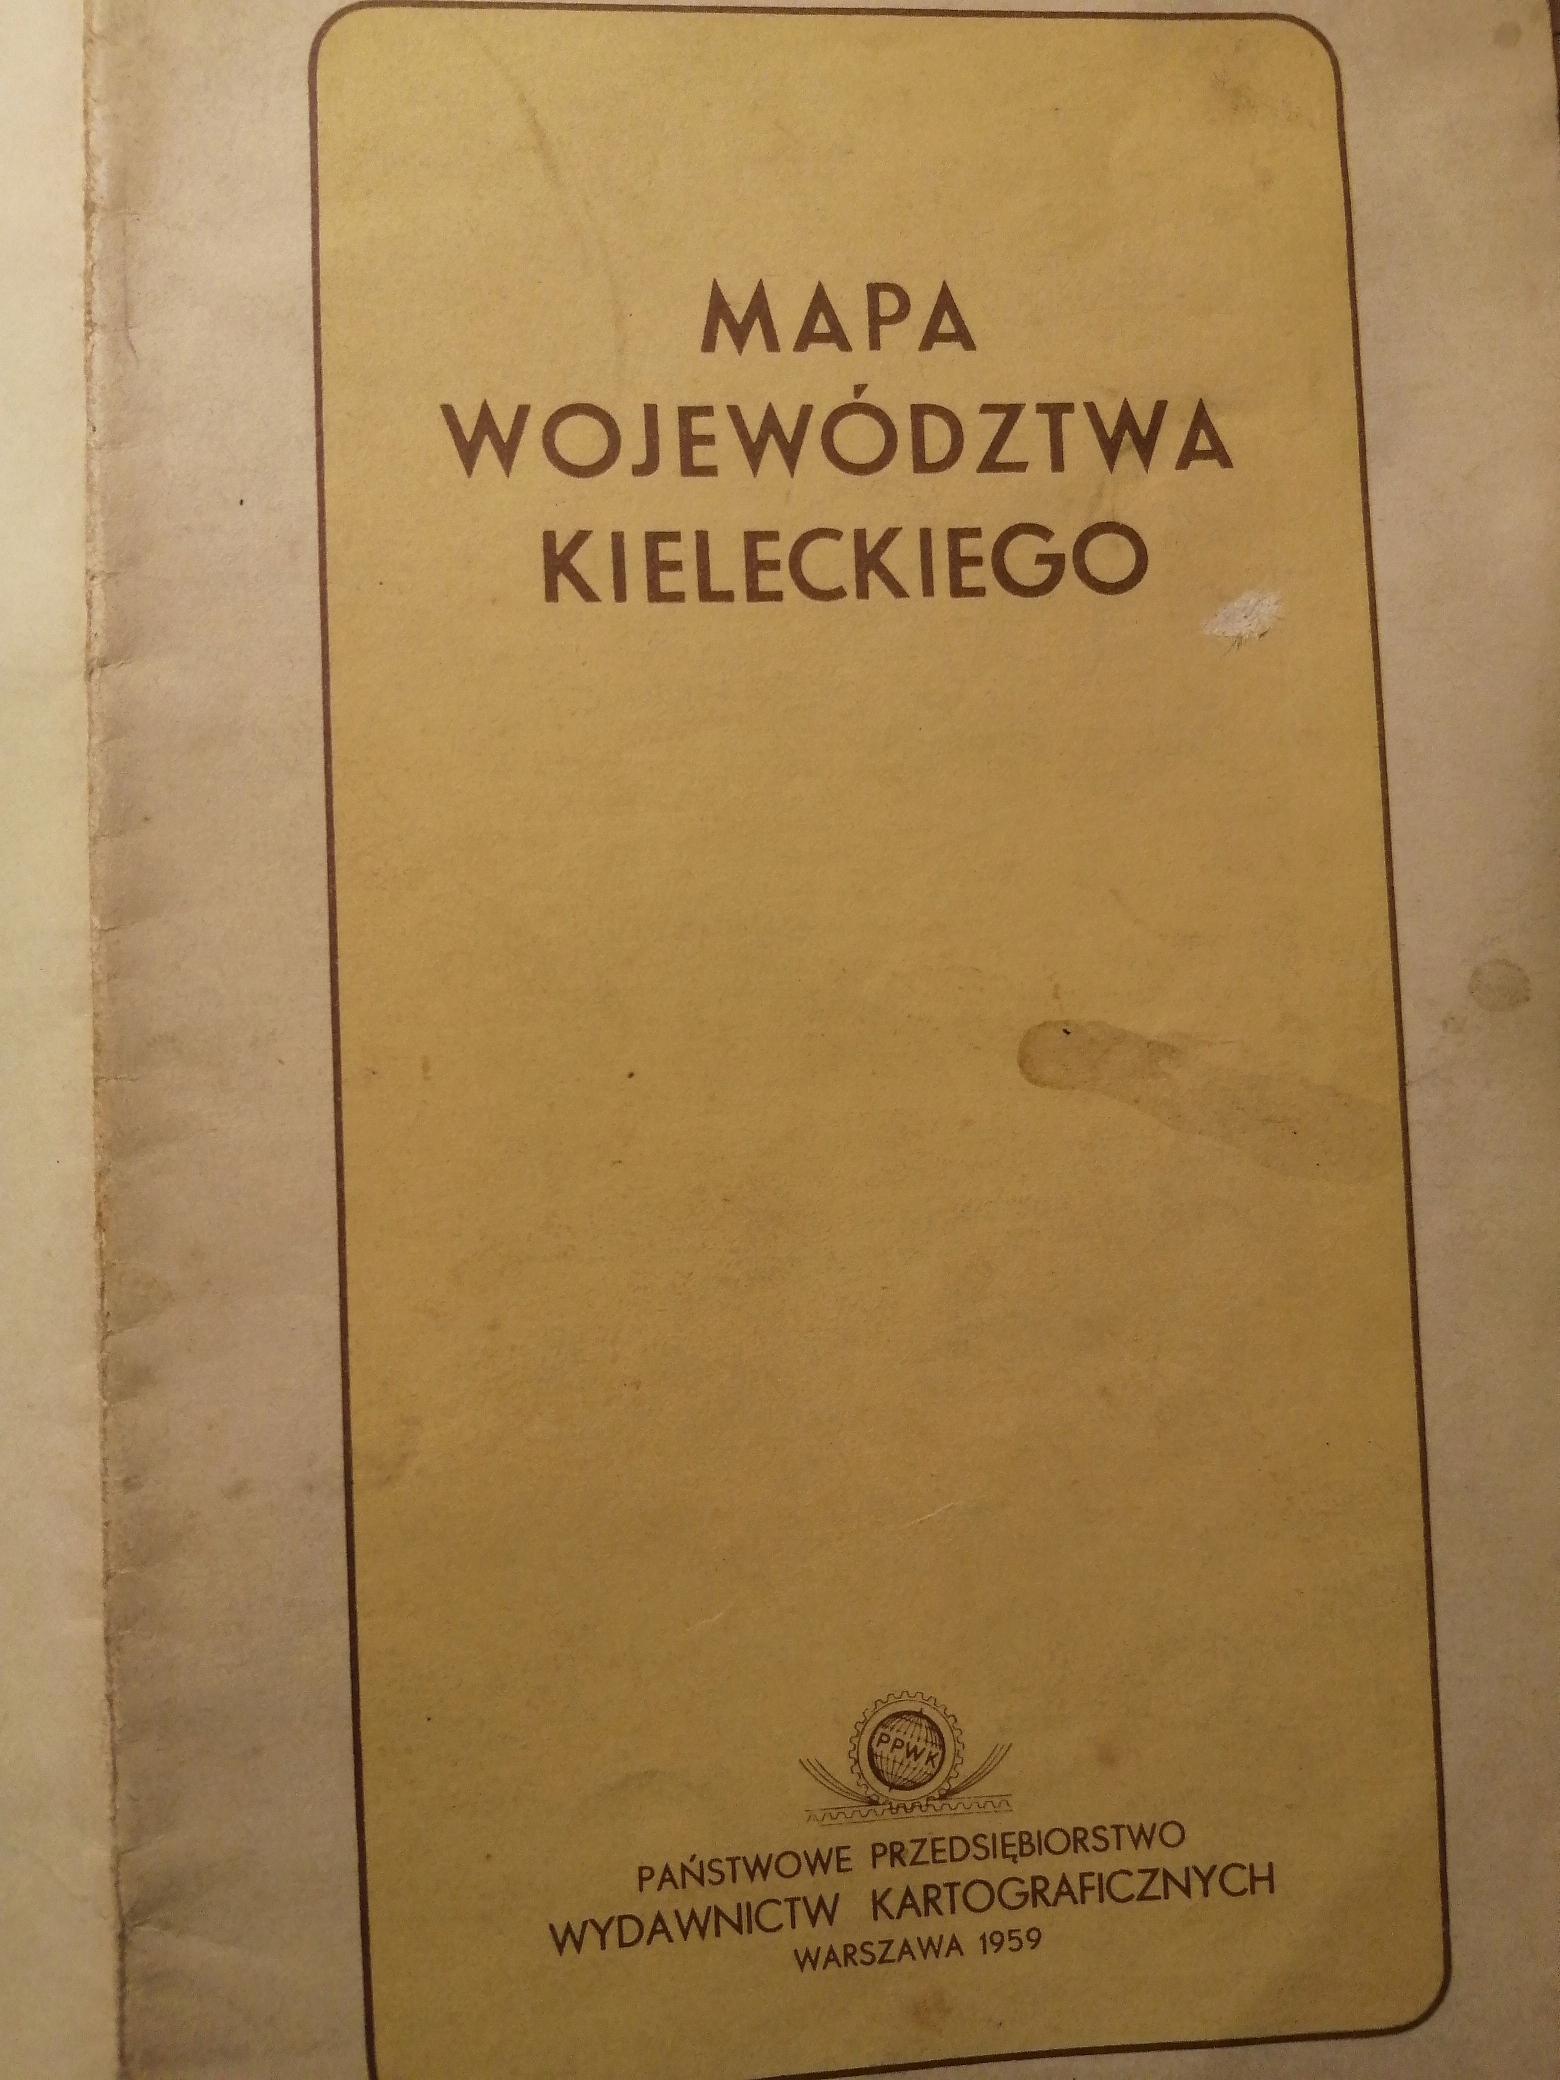 MAPA
WOJEWÓDZTWA
KIELECKIEGO
PPWK
PAŃSTWOWE PRZEDSIĘBIORSTWO
WYDAWNICTW KARTOGRAFICZNYCH
WARSZAWA 1959